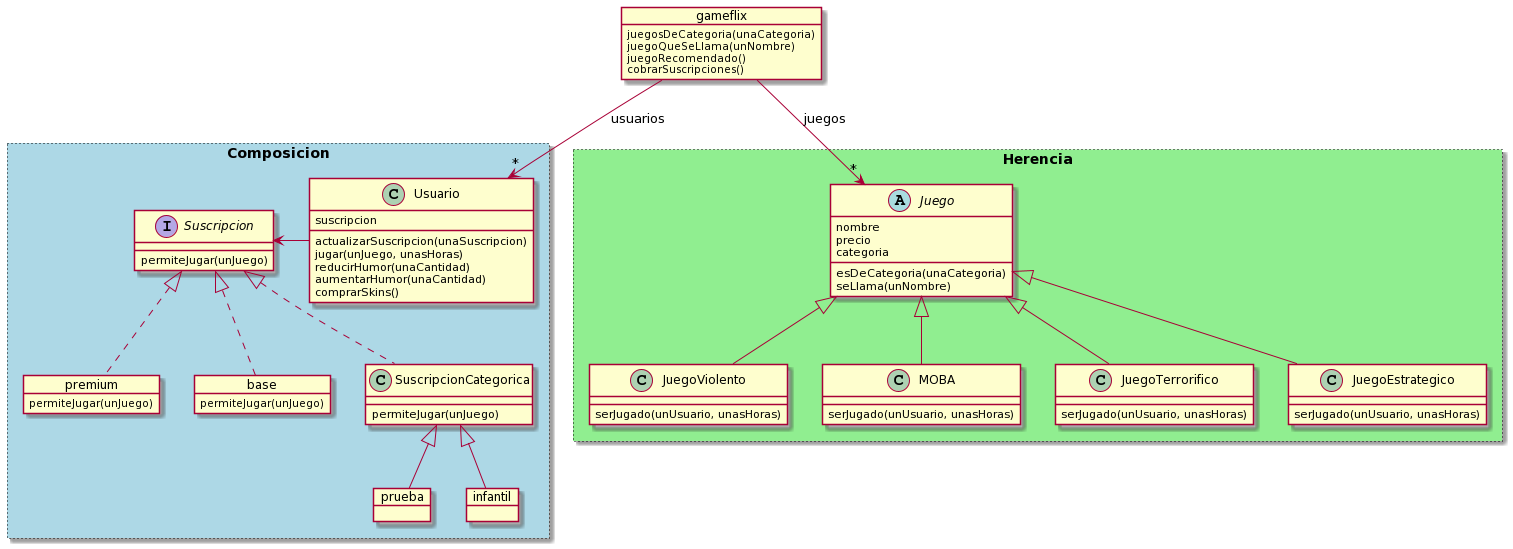 gameflix
juegosDeCategoria(unaCategoria)
juegoQueSeLlama(unNombre)
juegoRecomendado()
cobrarSuscripciones()
usuarios
juegos
*
*
Composicion
C Usuario
suscripcion
actualizarSuscripcion(unaSuscripcion)
jugar(unJuego, unasHoras)
reducirHumor(unaCantidad)
aumentarHumor(unaCantidad)
comprarSkins()
I Suscripcion
permiteJugar(unJuego)
premium
permiteJugar(unJuego)
base
permiteJugar(unJuego)
C SuscripcionCategorica
permiteJugar(unJuego)
prueba
infantil
Herencia
A Juego
nombre
precio
categoria
esDeCategoria(unaCategoria)
seLlama(unNombre)
C JuegoViolento
serJugado(unUsuario, unasHoras)
C MOBA
serJugado(unUsuario, unasHoras)
C JuegoTerrorifico
serJugado(unUsuario, unasHoras)
C JuegoEstrategico
serJugado(unUsuario, unasHoras)